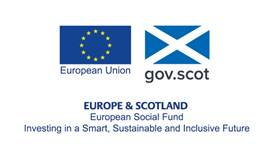 European Union
gov.scot
EUROPE & SCOTLAND
European Social Fund
Investing in a Smart, Sustainable and Inclusive Future